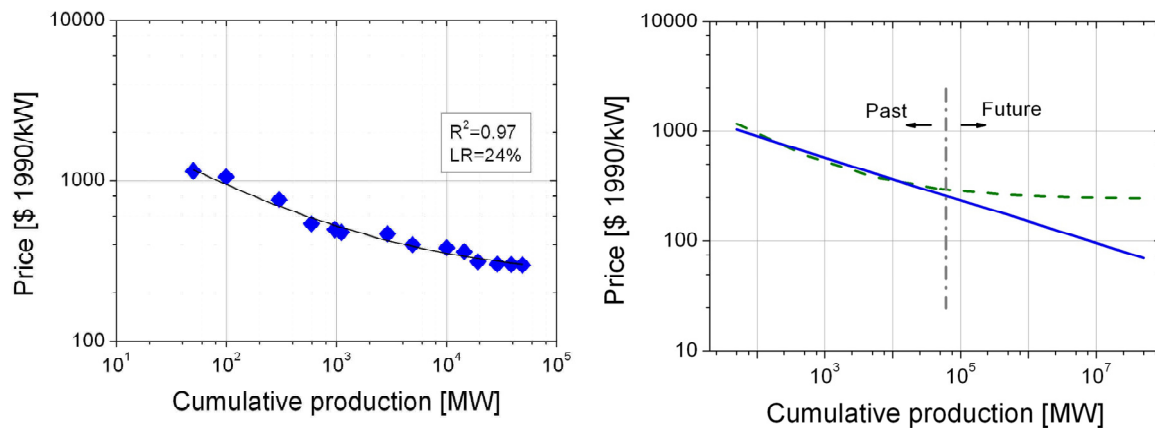 10000
1000
100
Price [$ 1990/kW]
R²=0.97
LR=24%
10¹ 10² 10³ 10⁴ 10⁵
Cumulative production [MW]
10000
1000
100
10
Price [$ 1990/kW]
Past Future
10³ 10⁵ 10⁷
Cumulative production [MW]